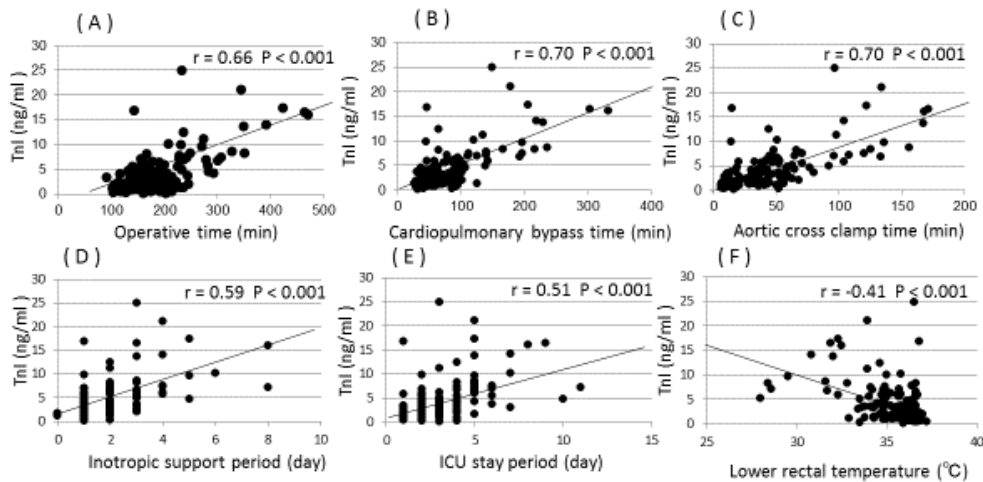 ( A )
r = 0.66 P < 0.001
TnI (ng/ml)
30
25
20
15
10
5
0
0 100 200 300 400 500
Operative time (min)
( B )
r = 0.70 P < 0.001
TnI (ng/ml)
30
25
20
15
10
5
0
0 100 200 300 400
Cardiopulmonary bypass time (min)
( C )
r = 0.70 P < 0.001
TnI (ng/ml)
30
25
20
15
10
5
0
0 50 100 150 200
Aortic cross clamp time (min)
( D )
r = 0.59 P < 0.001
TnI (ng/ml)
30
25
20
15
10
5
0
0 2 4 6 8 10
Inotropic support period (day)
( E )
r = 0.51 P < 0.001
TnI (ng/ml)
30
25
20
15
10
5
0
0 5 10 15
ICU stay period (day)
( F )
r = -0.41 P < 0.001
TnI (ng/ml)
30
25
20
15
10
5
0
25 30 35 40
Lower rectal temperature (℃)